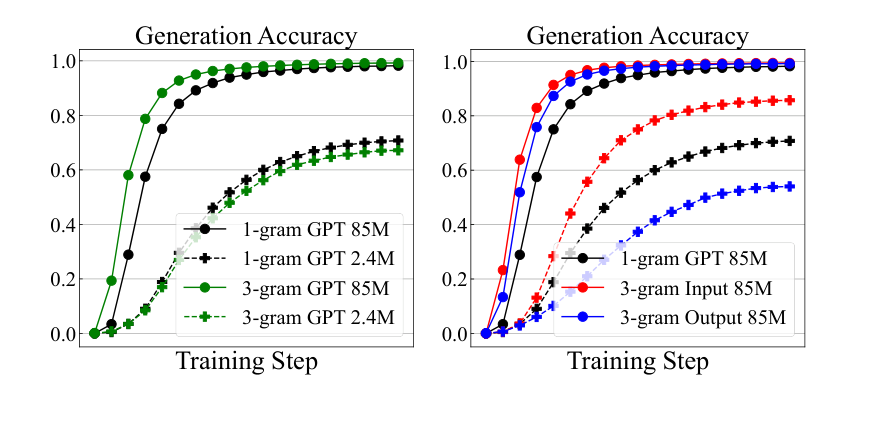 Generation Accuracy
1.0
0.8
0.6
0.4
0.2
0.0
1-gram GPT 85M
1-gram GPT 2.4M
3-gram GPT 85M
3-gram GPT 2.4M
Training Step
Generation Accuracy
1.0
0.8
0.6
0.4
0.2
0.0
1-gram GPT 85M
3-gram Input 85M
3-gram Output 85M
Training Step